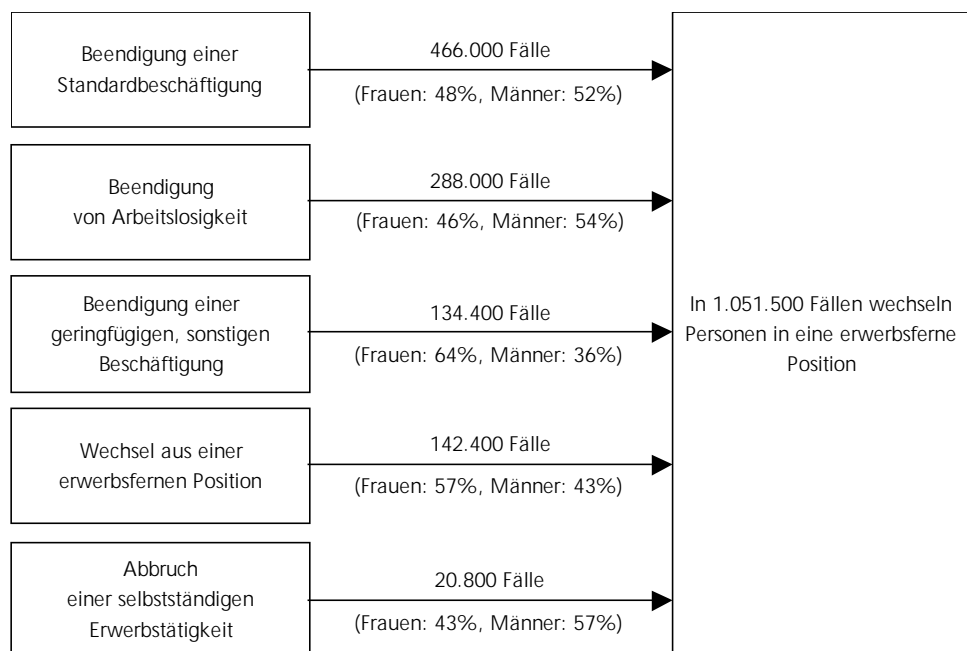 Beendigung einer
Standardbeschäftigung
466.000 Fälle
(Frauen: 48%, Männer: 52%)
Beendigung
von Arbeitslosigkeit
288.000 Fälle
(Frauen: 46%, Männer: 54%)
Beendigung einer
geringfügigen, sonstigen
Beschäftigung
134.400 Fälle
(Frauen: 64%, Männer: 36%)
Wechsel aus einer
erwerbsfernen Position
142.400 Fälle
(Frauen: 57%, Männer: 43%)
Abbruch
einer selbstständigen
Erwerbstätigkeit
20.800 Fälle
(Frauen: 43%, Männer: 57%)
In 1.051.500 Fällen wechseln
Personen in eine erwerbsferne
Position